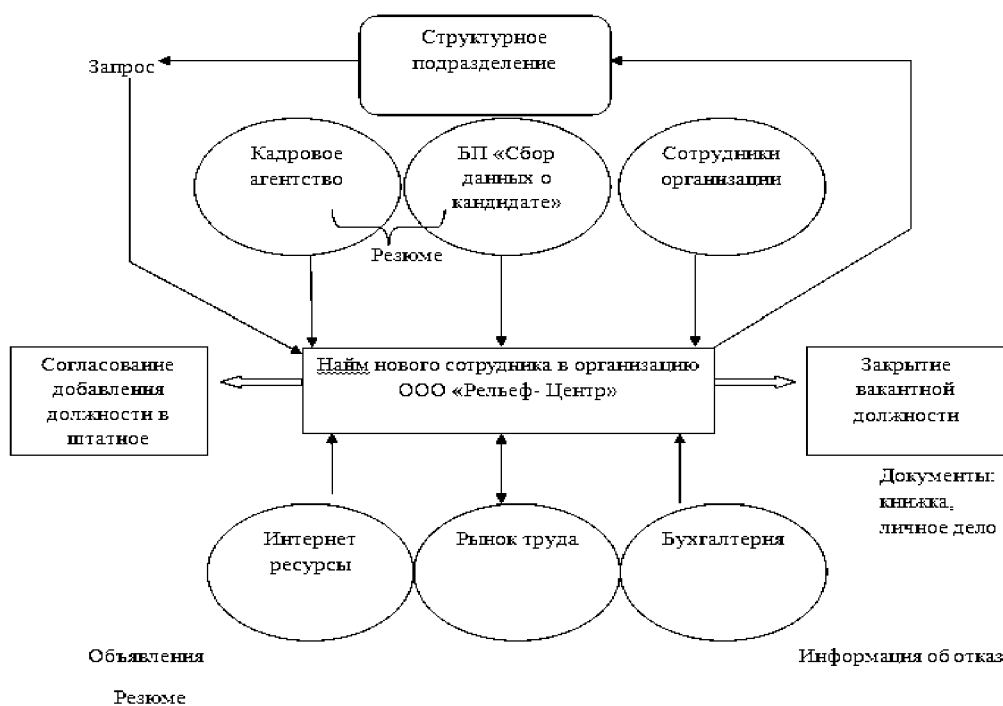 Структурное
подразделение
Запрос
Кадровое
агентство
БП «Сбор
данных о
кандидате»
Сотрудники
организации
Резюме
Согласование
добавления
должности в
штатное
Найм нового сотрудника в организацию
ООО «Рельеф- Центр»
Закрытие
вакантной
должности
Документы:
книжка,
личное дело
Интернет
ресурсы
Рынок труда
Бухгалтерия
Объявления
Информация об отказ
Резюме